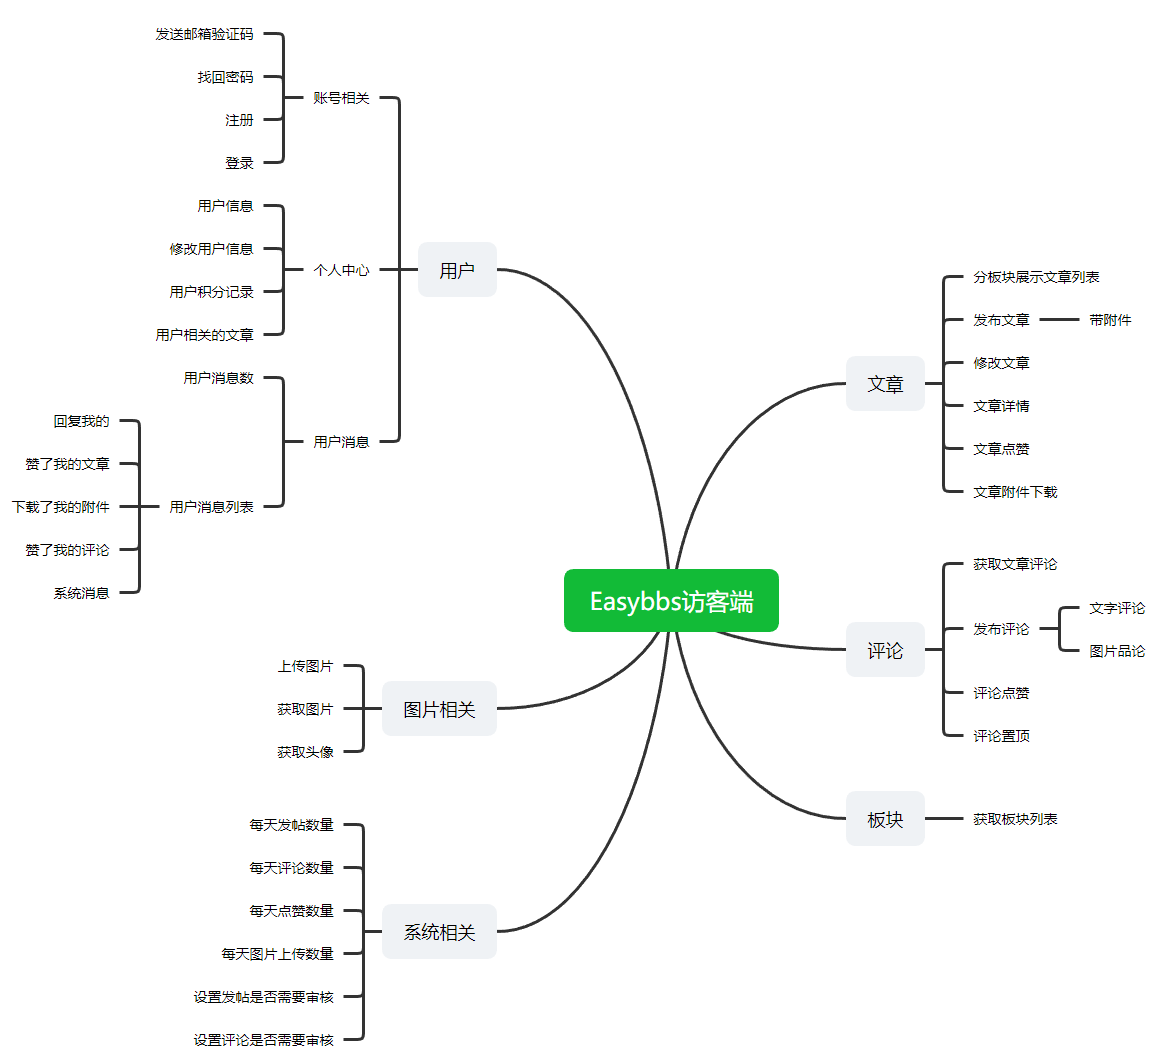 Easybbs访客端
用户
账号相关
发送邮箱验证码
找回密码
注册
登录
个人中心
用户信息
修改用户信息
用户积分记录
用户相关的文章
用户消息
用户消息数
用户消息列表
回复我的
赞了我的文章
下载了我的附件
赞了我的评论
系统消息
图片相关
上传图片
获取图片
获取头像
系统相关
每天发帖数量
每天评论数量
每天点赞数量
每天图片上传数量
设置发帖是否需要审核
设置评论是否需要审核
文章
分板块展示文章列表
发布文章
带附件
修改文章
文章详情
文章点赞
文章附件下载
评论
获取文章评论
发布评论
文字评论
图片品论
评论点赞
评论置顶
板块
获取板块列表